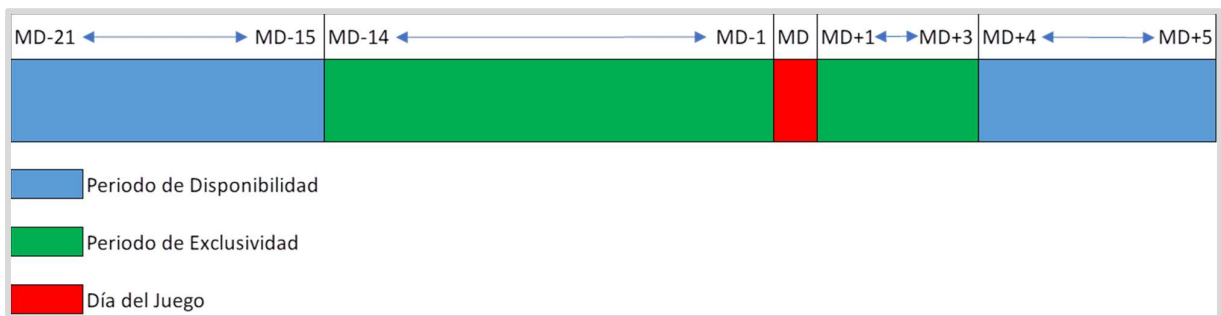 MD-21 MD-15 MD-14 MD-1 MD MD+1 MD+3 MD+4 MD+5
Periodo de Disponibilidad
Periodo de Exclusividad
Día del Juego